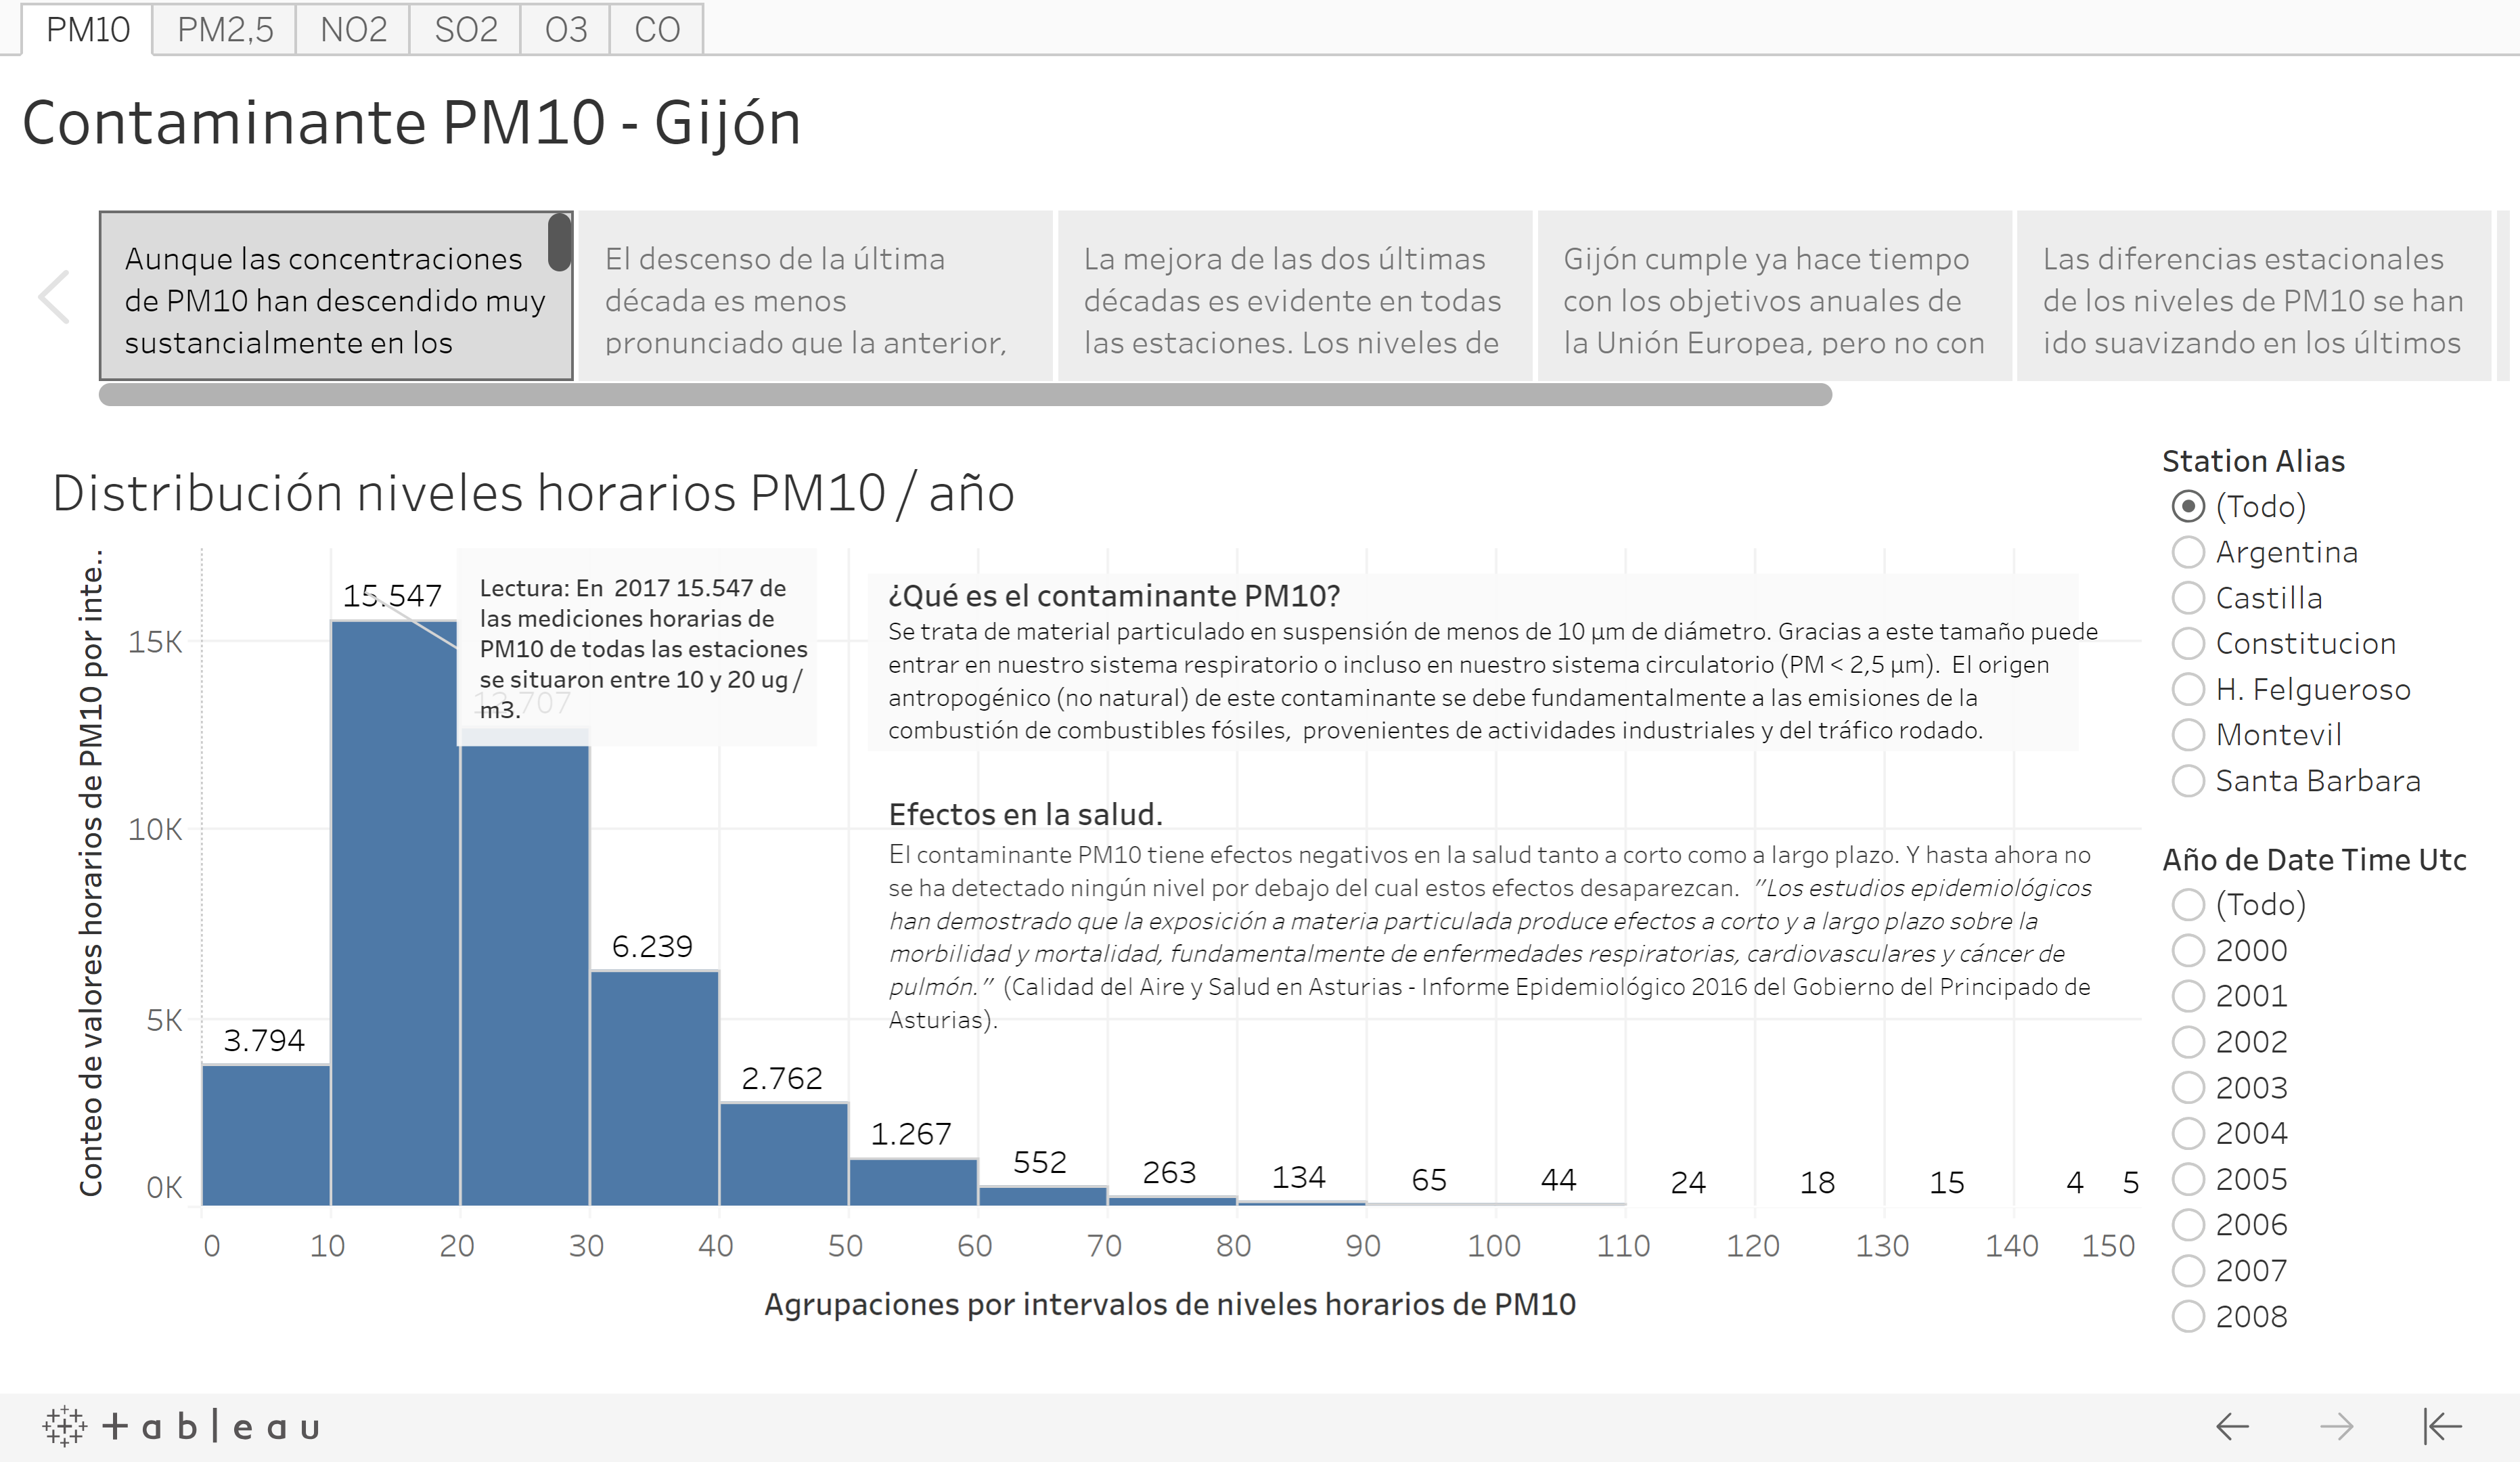 PM10 PM2,5 NO2 SO2 O3 CO
Contaminante PM10 - Gijón
Aunque las concentraciones
de PM10 han descendido muy
sustancialmente en los
El descenso de la última
década es menos
pronunciado que la anterior,
La mejora de las dos últimas
décadas es evidente en todas
las estaciones. Los niveles de
Gijón cumple ya hace tiempo
con los objetivos anuales de
la Unión Europea, pero no con
Las diferencias estacionales
de los niveles de PM10 se han
ido suavizando en los últimos
Distribución niveles horarios PM10 / año
Conteo de valores horarios de PM10 por inte..
15K
10K
5K
0K
3.794
15.547
12.707
6.239
2.762
1.267
552
263
134
65
44
24
18
15
4
5
Lectura: En  2017 15.547 de
las mediciones horarias de
PM10 de todas las estaciones
se situaron entre 10 y 20 ug /
m3.
¿Qué es el contaminante PM10?
Se trata de material particulado en suspensión de menos de 10 µm de diámetro. Gracias a este tamaño puede
entrar en nuestro sistema respiratorio o incluso en nuestro sistema circulatorio (PM < 2,5 µm).  El origen
antropogénico (no natural) de este contaminante se debe fundamentalmente a las emisiones de la
combustión de combustibles fósiles,  provenientes de actividades industriales y del tráfico rodado.
Efectos en la salud.
El contaminante PM10 tiene efectos negativos en la salud tanto a corto como a largo plazo. Y hasta ahora no
se ha detectado ningún nivel por debajo del cual estos efectos desaparezcan.  "Los estudios epidemiológicos
han demostrado que la exposición a materia particulada produce efectos a corto y a largo plazo sobre la
morbilidad y mortalidad, fundamentalmente de enfermedades respiratorias, cardiovasculares y cáncer de
pulmón."  (Calidad del Aire y Salud en Asturias - Informe Epidemiológico 2016 del Gobierno del Principado de
Asturias).
0 10 20 30 40 50 60 70 80 90 100 110 120 130 140 150
Agrupaciones por intervalos de niveles horarios de PM10
Station Alias
(Todo)
Argentina
Castilla
Constitucion
H. Felgueroso
Montevil
Santa Barbara
Año de Date Time Utc
(Todo)
2000
2001
2002
2003
2004
2005
2006
2007
2008
+ableau